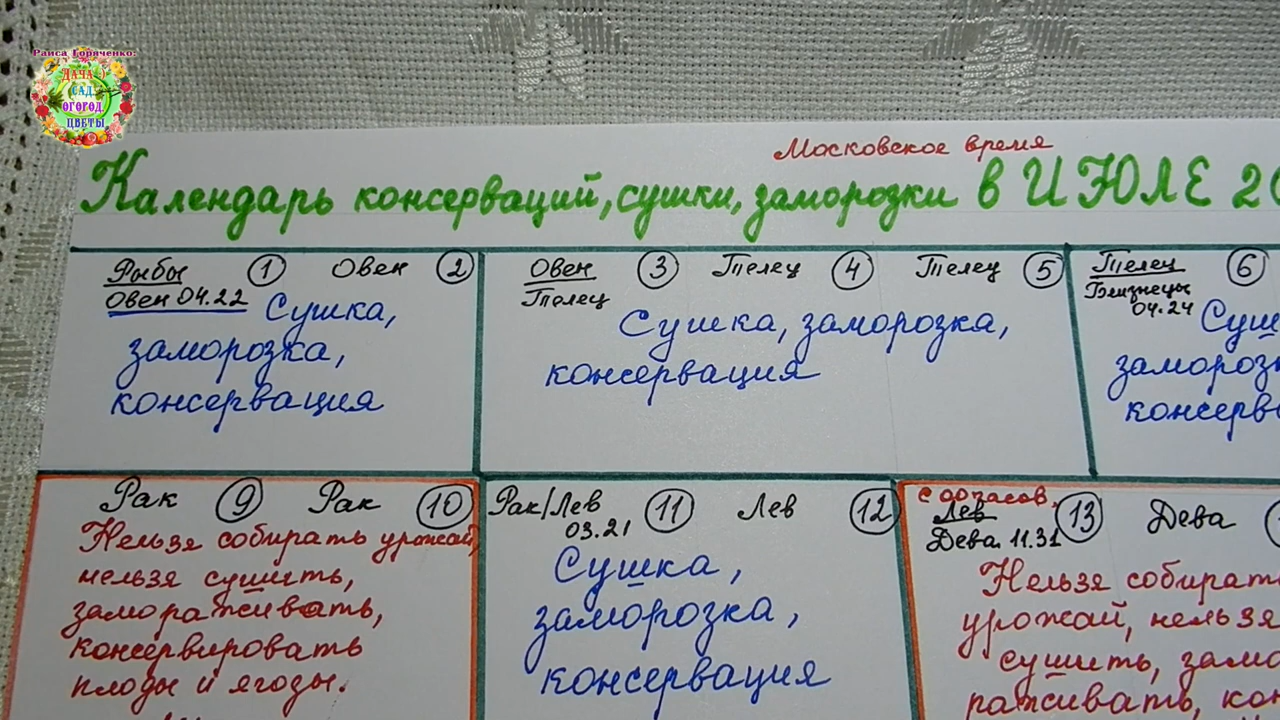 Раиса Горяченко:
ДАЧА
САД.
ОГОРОД.
ЦВЕТЫ
Московское время
Календарь консерваций, сушки, заморозки в ИЮЛЕ 20
Рыбы 1 Овен 2
Овен 04.22
Сушка,
заморозка,
консервация
Овен 3 Телец 4 Телец 5
Телец
Сушка, заморозка,
консервация
Телец 6
Близнецы
04.24
Суш
замороз
консерв
Рак 9 Рак 10
Нельзя собирать урожай,
нельзя сушить,
замораживать,
консервировать
плоды и ягоды.
Рак/Лев 11 Лев 12
03.21
Сушка,
заморозка,
консервация
с 00 часов.
Лев 13 Дева
Дева 11.31
Нельзя собирать
урожай, нельзя
сушить, замо
раживать, кон